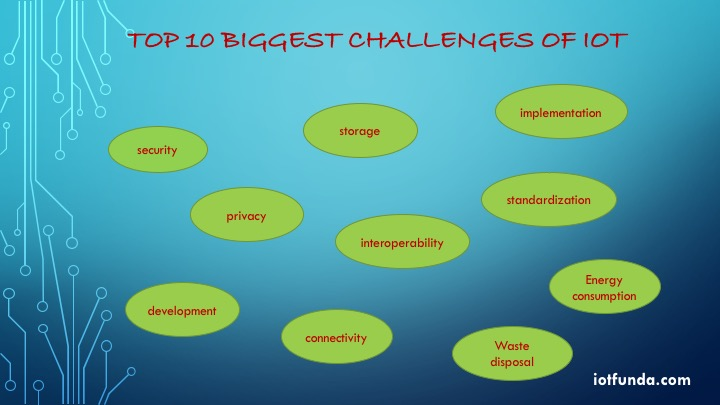 TOP 10 BIGGEST CHALLENGES OF IOT
implementation
storage
security
standardization
privacy
interoperability
Energy
consumption
development
connectivity
Waste
disposal
iotfunda.com